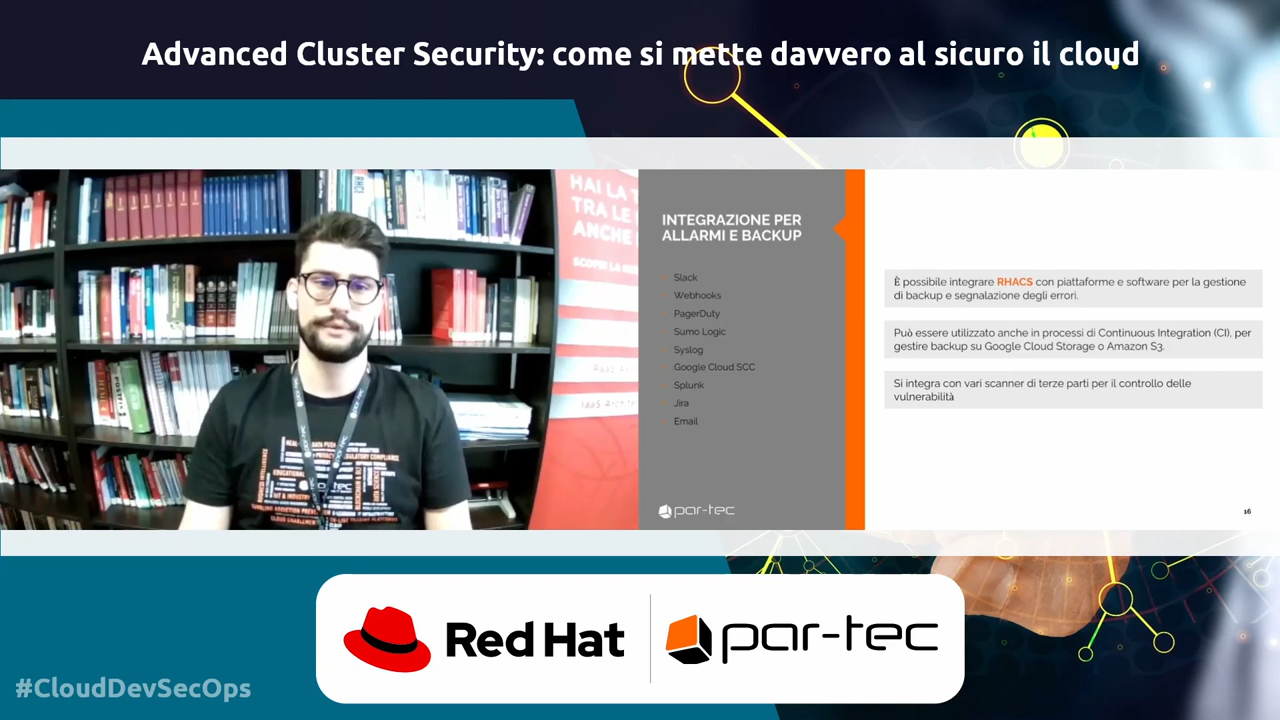 Advanced Cluster Security: come si mette davvero al sicuro il cloud
HAI LA
TRA LE
ANCHE
INTEGRAZIONE PER
ALLARMI E BACKUP
Slack
Webhooks
PagerDuty
Sumo Logic
Syslog
Google Cloud SCC
Splunk
Jira
Email
par-tec
È possibile integrare RHACS con piattaforme e software per la gestione
di backup e segnalazione degli errori.
Può essere utilizzato anche in processi di Continuous Integration (CI), per
gestire backup su Google Cloud Storage o Amazon S3.
Si integra con vari scanner di terze parti per il controllo delle
vulnerabilità
16
Red Hat
par-tec
#CloudDevSecOps